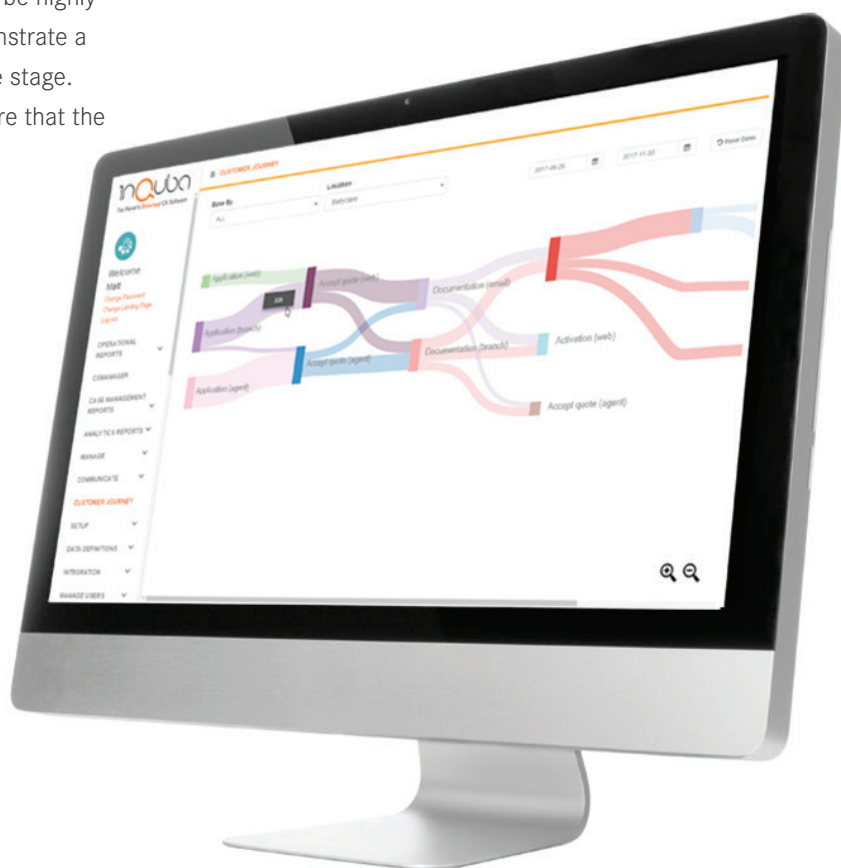 be highly
nstrate a
e stage.
re that the
inQuba
The Planet's Smartest CX Software
CUSTOMER JOURNEY
Base By
Location
ALL
Babylape
2017-06-26
2017-11-30
Reset Dates
Welcome
Matt
Change Password
Change Landing Page
Log out
OPERATIONAL
REPORTS
CXMANAGER
CASE MANAGEMENT
REPORTS
ANALYTICS REPORTS
MANAGE
COMMUNICATE
CUSTOMER JOURNEY
SETUP
DATA DEFINITIONS
INTEGRATION
MANAGE USERS
Application (web)
Accept quote (web)
Documentation (email)
Application (branch)
Accept quote (agent)
Documentation (branch)
Activation (web)
Application (agent)
Accept quote (agent)